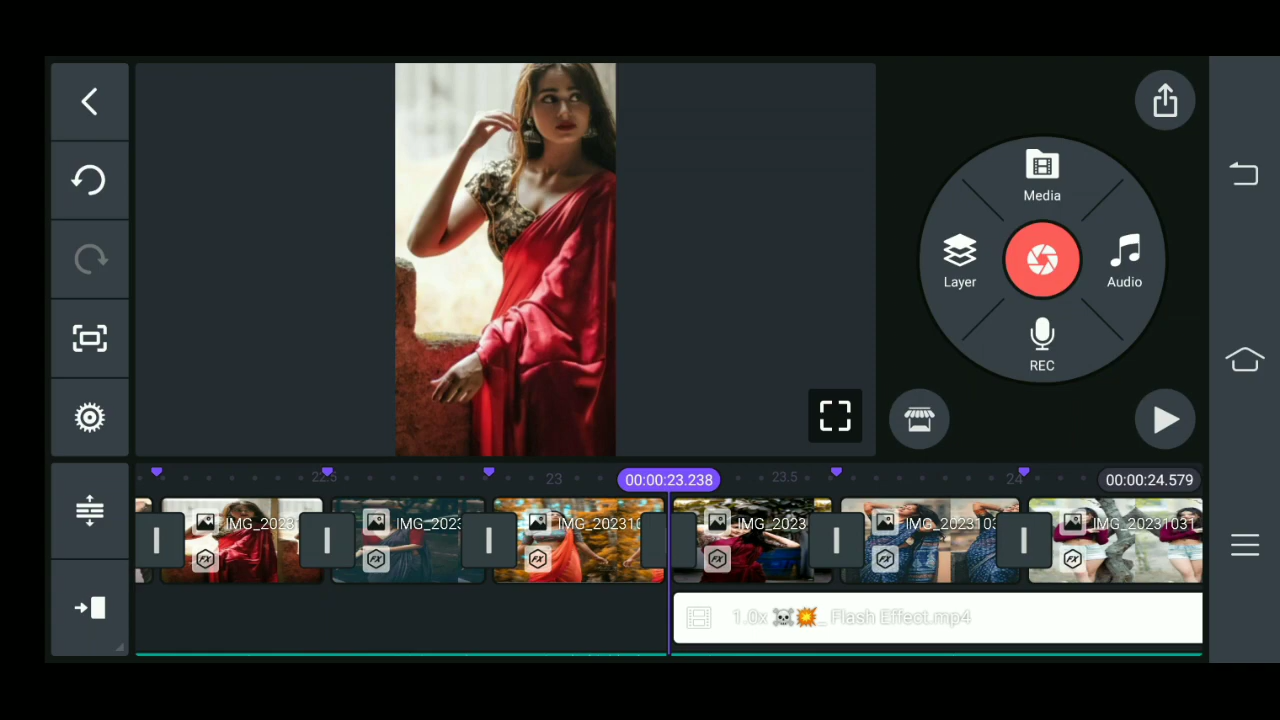 Media
Layer
Audio
REC
22.5
23
00:00:23.238
23.5
24
00:00:24.579
IMG_2023
IMG_2023
IMG_202310
IMG_2023
IMG_2023103
IMG_20231031
1.0x ☠️💥_ Flash Effect.mp4